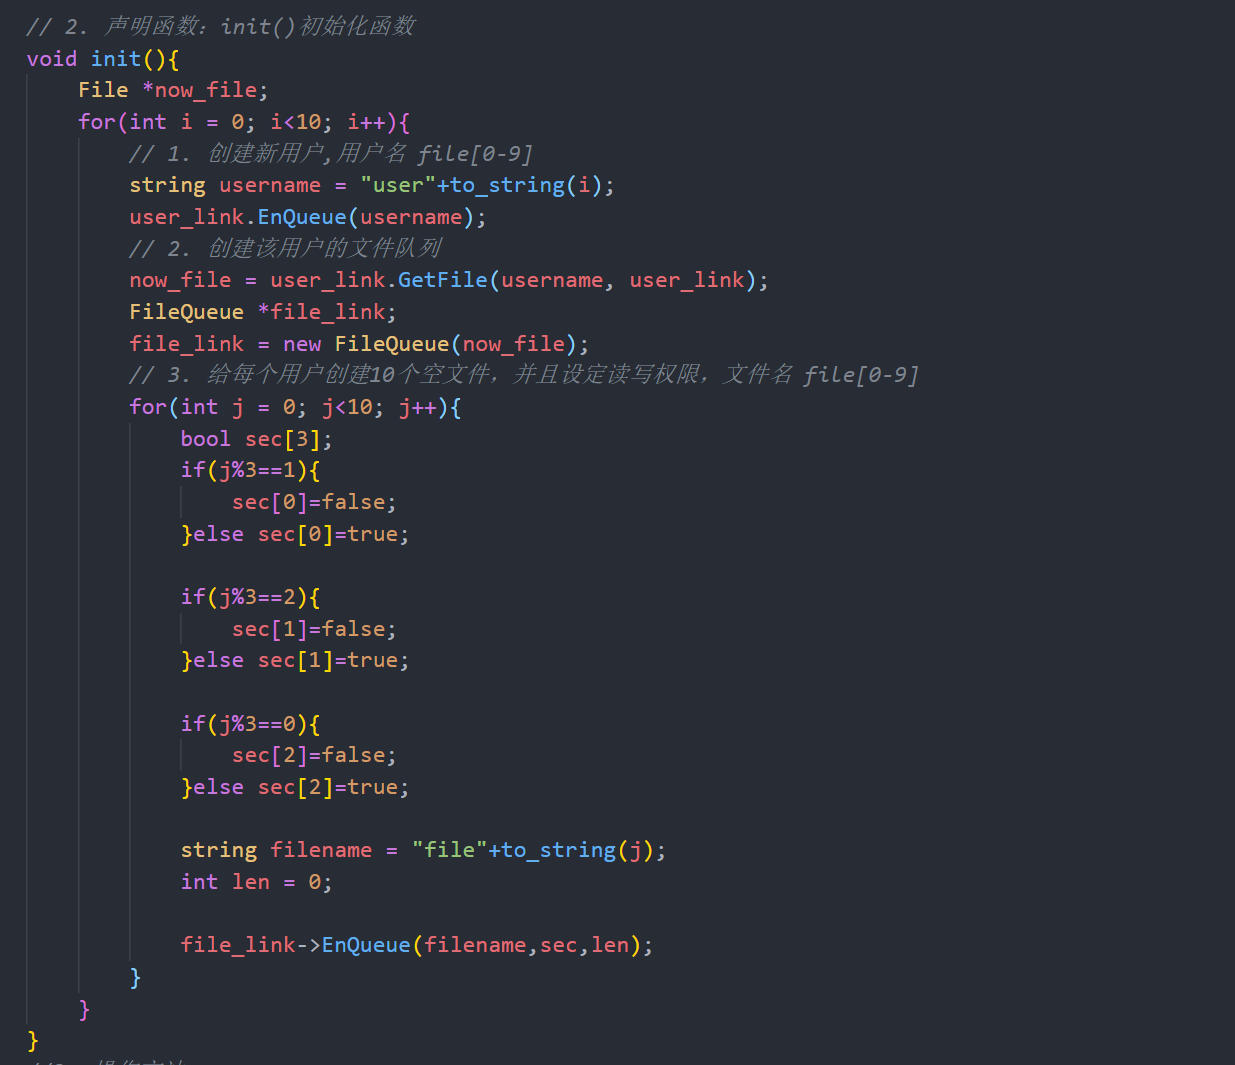 // 2. 声明函数：init()初始化函数
void init(){
File *now_file;
for(int i = 0; i<10; i++){
// 1. 创建新用户,用户名 file[0-9]
string username = "user"+to_string(i);
user_link.EnQueue(username);
// 2. 创建该用户的文件队列
now_file = user_link.GetFile(username, user_link);
FileQueue *file_link;
file_link = new FileQueue(now_file);
// 3. 给每个用户创建10个空文件，并且设定读写权限，文件名 file[0-9]
for(int j = 0; j<10; j++){
bool sec[3];
if(j%3==1){
sec[0]=false;
}else sec[0]=true;
if(j%3==2){
sec[1]=false;
}else sec[1]=true;
if(j%3==0){
sec[2]=false;
}else sec[2]=true;
string filename = "file"+to_string(j);
int len = 0;
file_link->EnQueue(filename,sec,len);
}
}
}